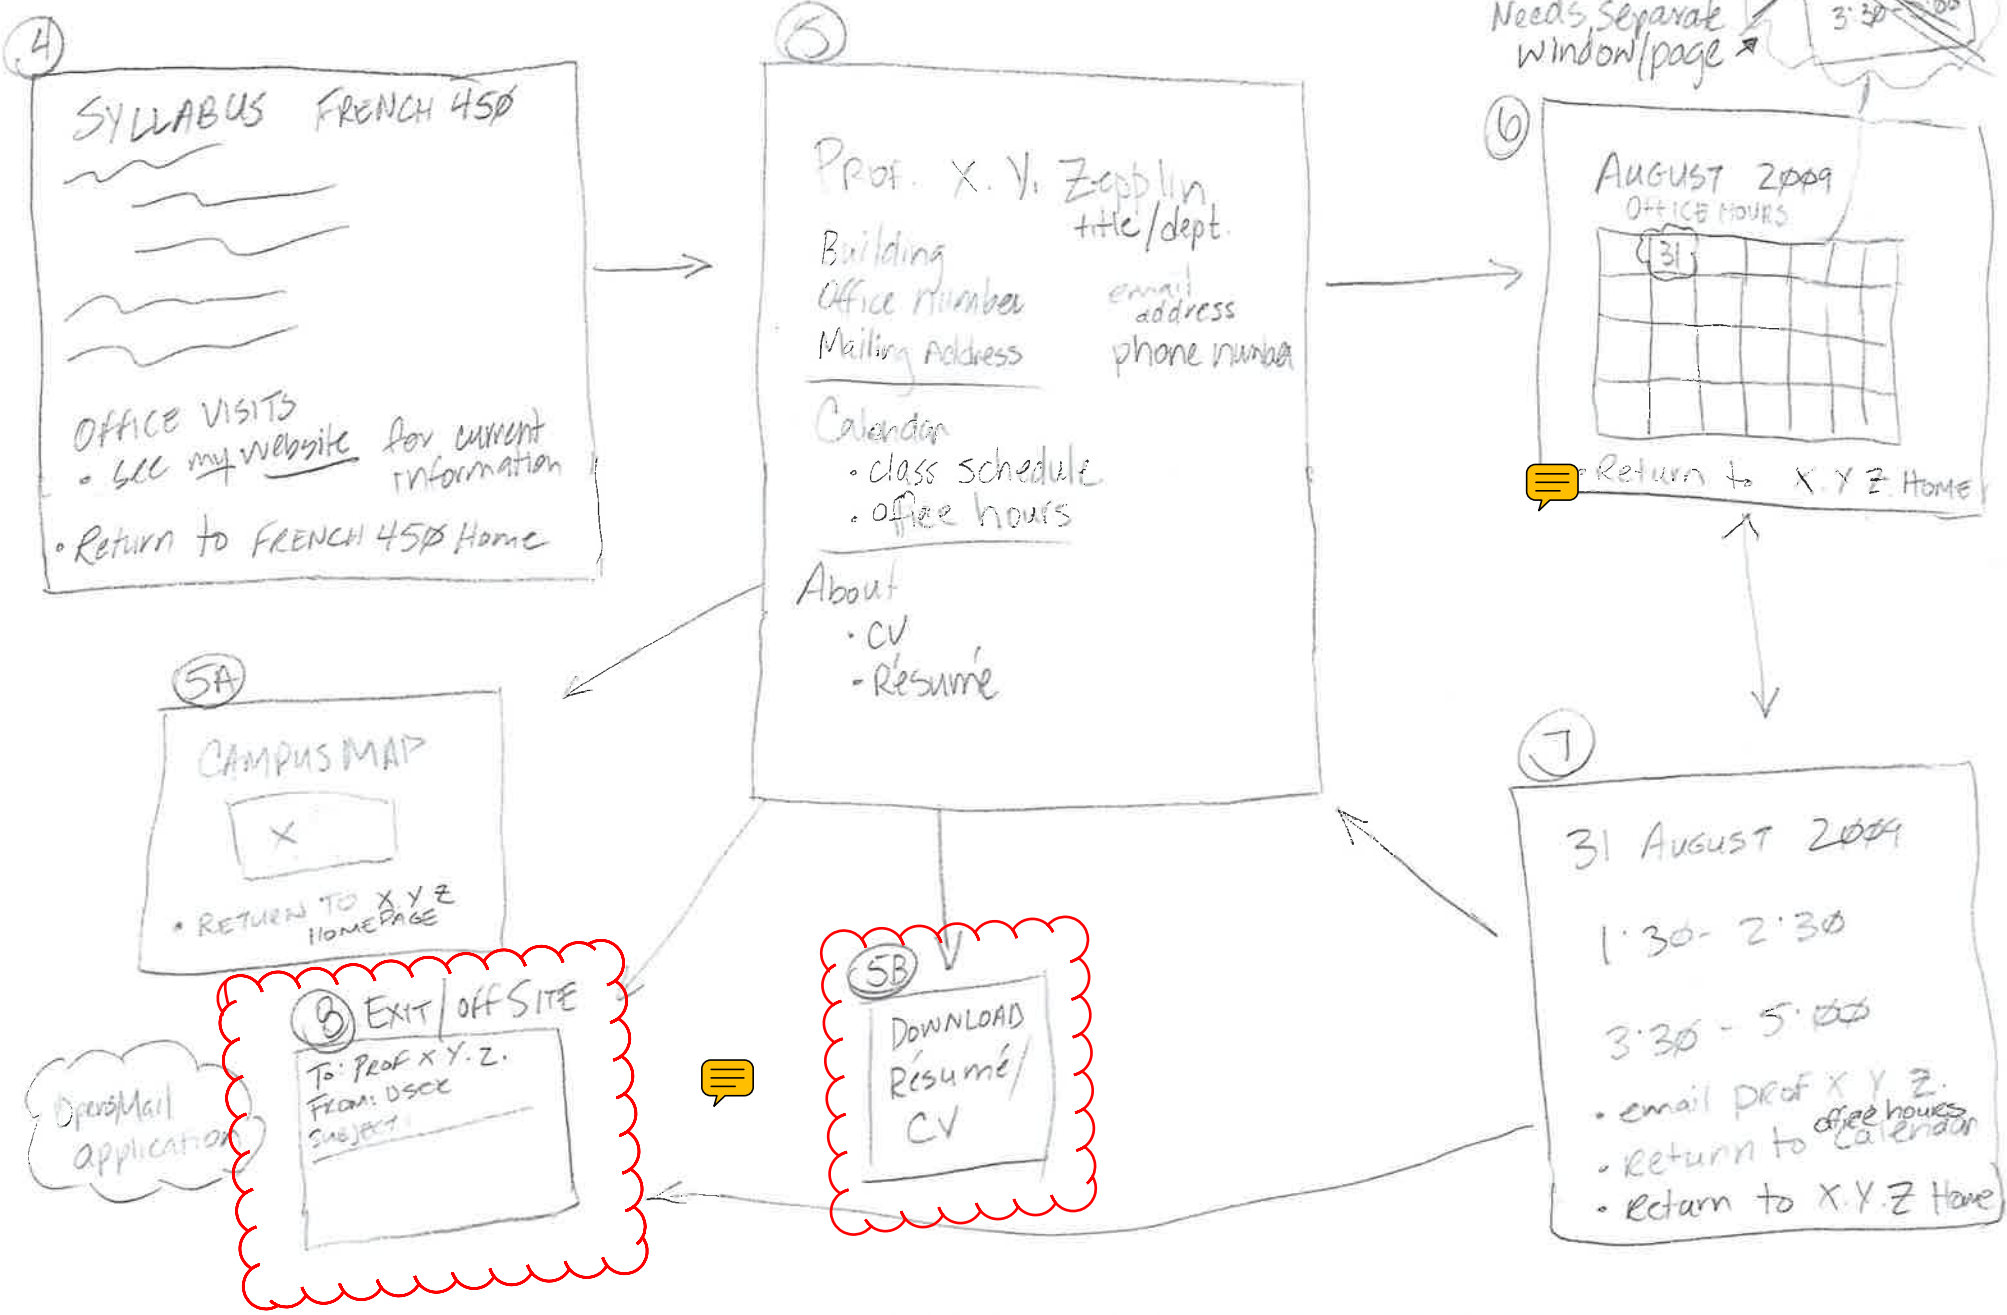 4
SYLLABUS FRENCH 450
OFFICE VISITS
• see my website for current
information
• Return to FRENCH 450 Home
5
PROF. X. Y. Zepplin
title/dept.
Building
Office number
Mailing Address
email
address
phone number
Calendar
• class schedule
• office hours
About
• CV
• Résumé
Needs Separate
window/page
3:30-5:00
6
AUGUST 2009
OFFICE HOURS
31
• Return to X.Y Z. HOME
5A
CAMPUS MAP
X
• RETURN TO X Y Z
HOMEPAGE
8 EXIT/OFF SITE
To: PROF X Y. Z.
FROM: USER
SUBJECT:
Opens Mail
application
5B
DOWNLOAD
Résumé/
CV
7
31 AUGUST 2009
1:30- 2:30
3:30 - 5:00
• email PROF X Y Z.
• return to office hours
calendar
• return to X.Y.Z Home